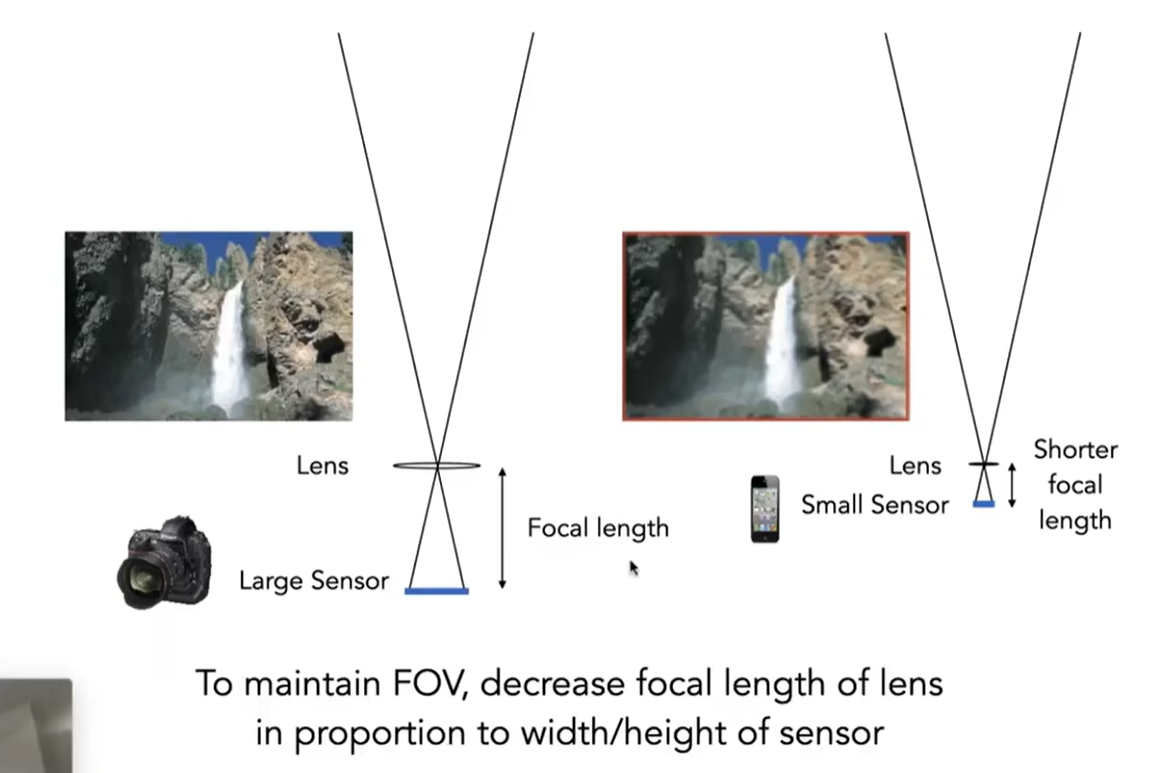 Lens
Focal length
Large Sensor
Lens
Small Sensor
Shorter
focal
length
To maintain FOV, decrease focal length of lens
in proportion to width/height of sensor